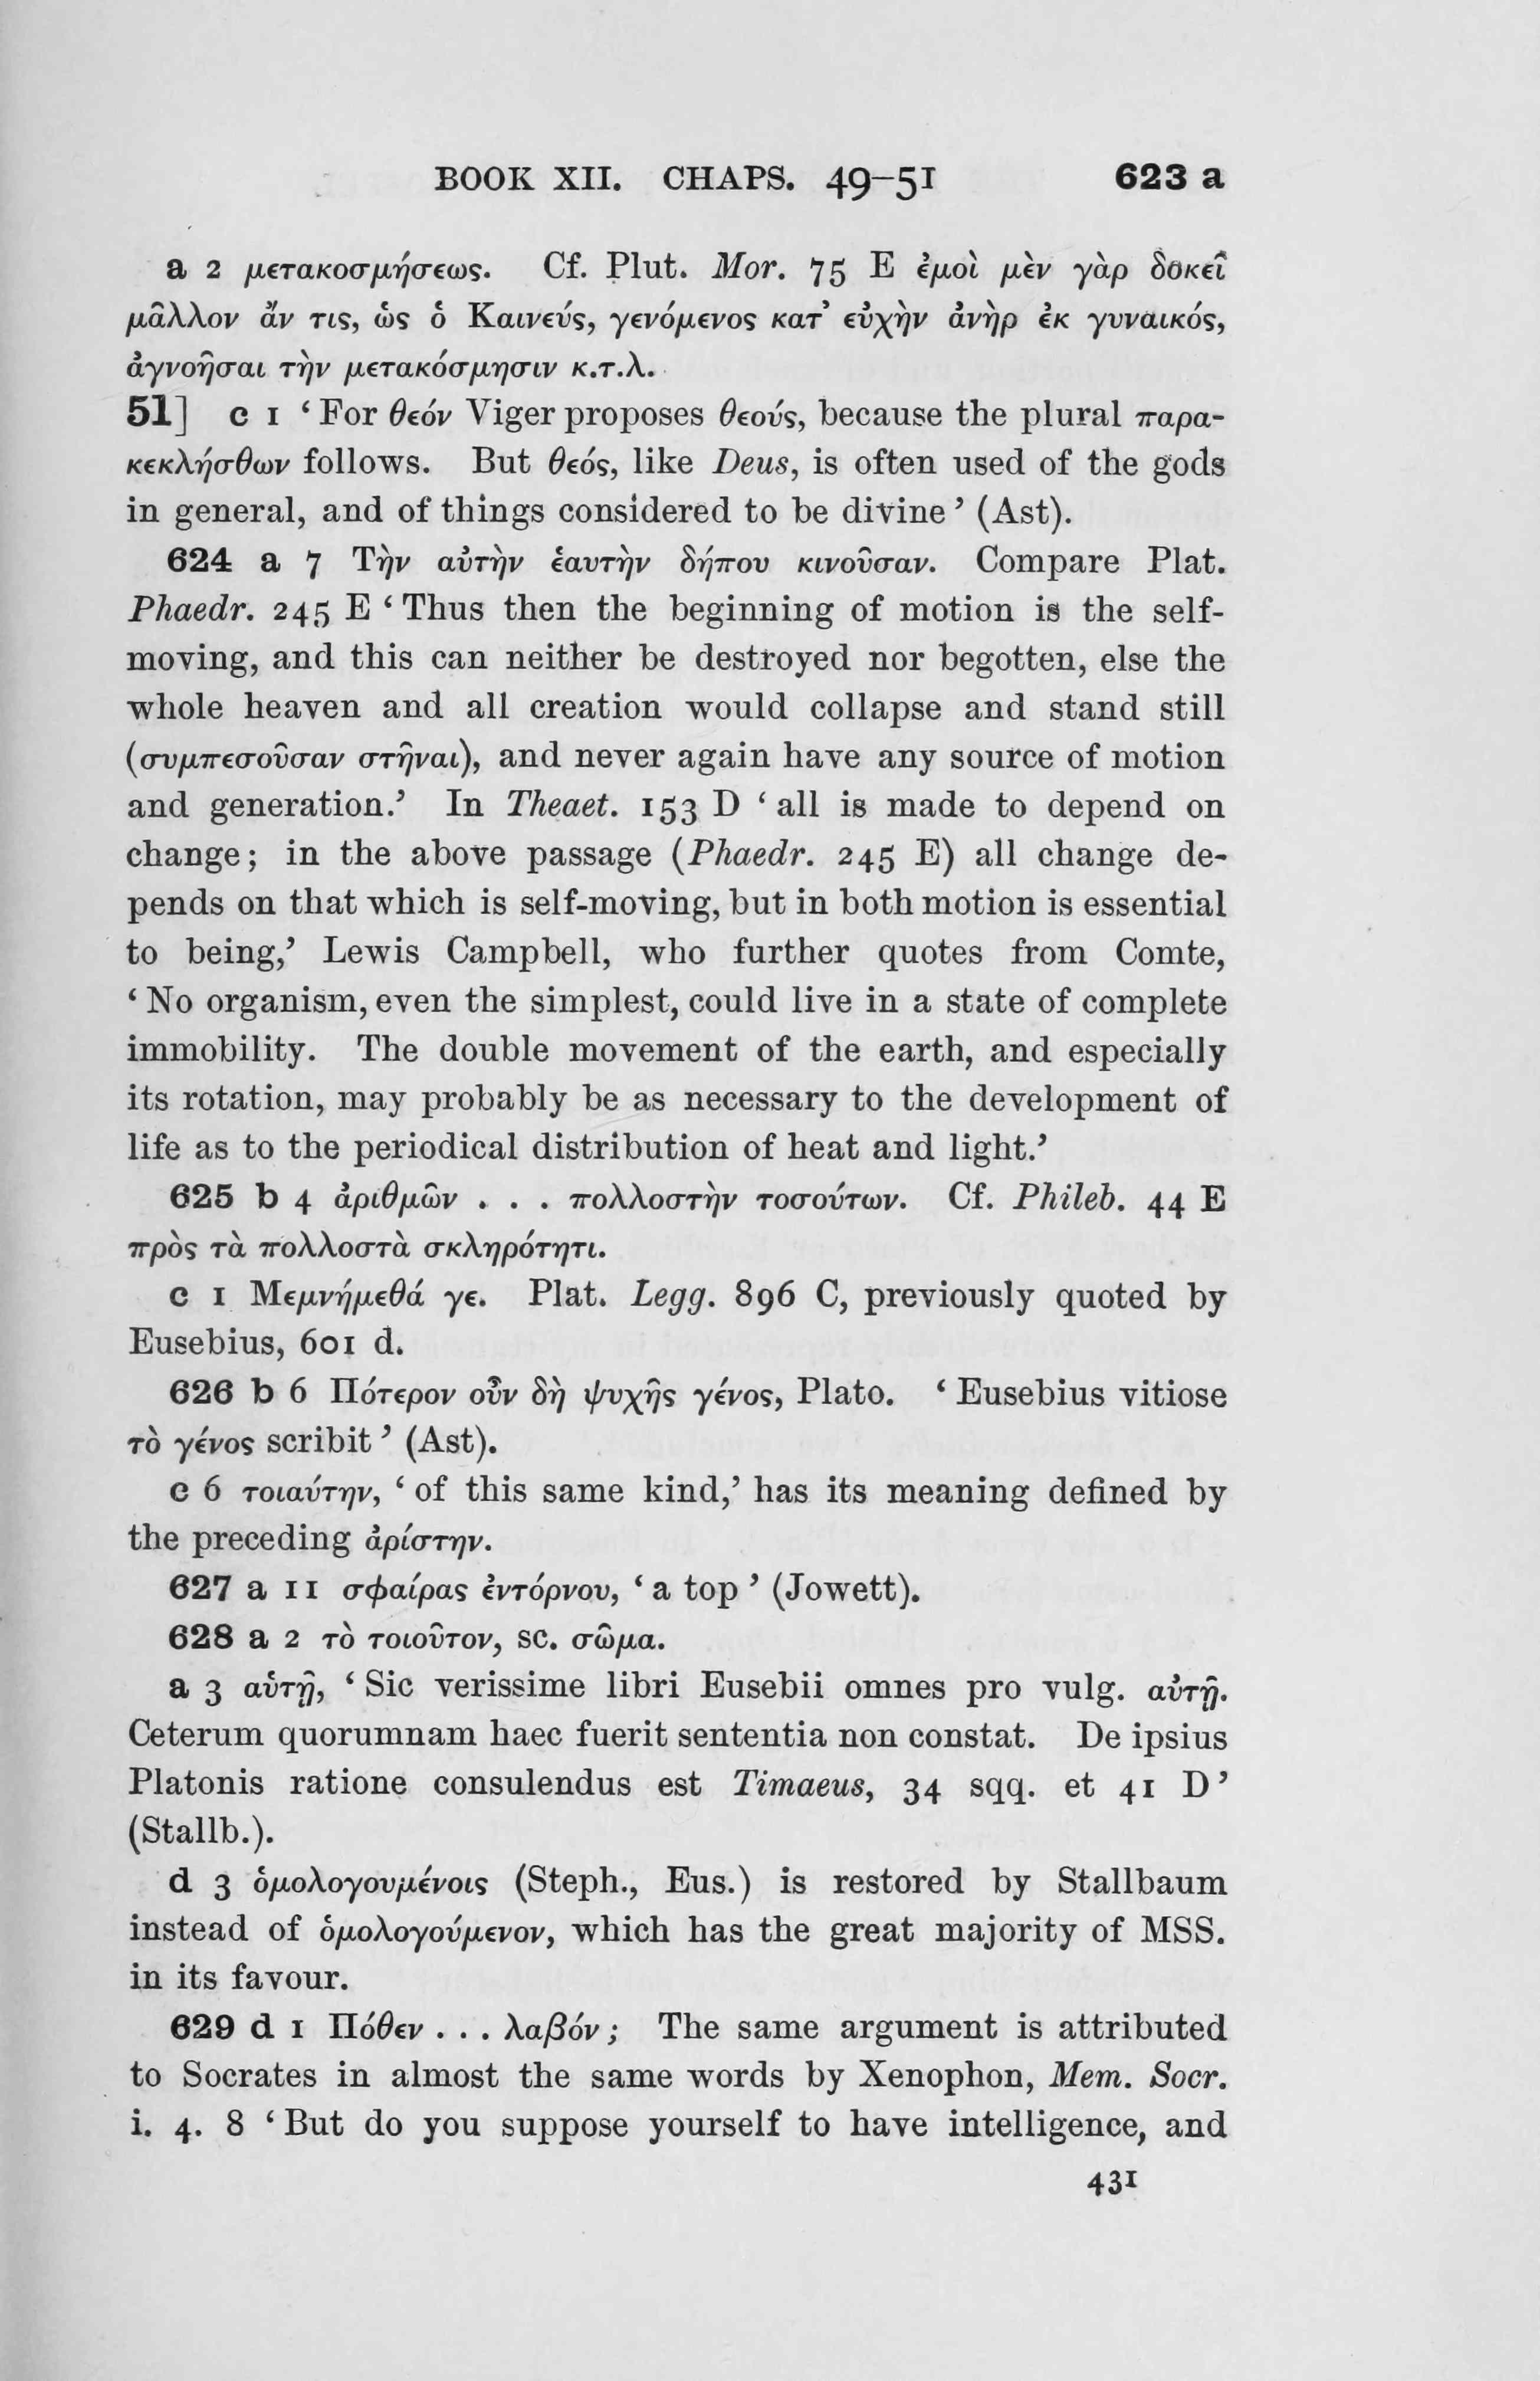 BOOK XII. CHAPS. 49–51 623 a
a 2 μετακοσμήσεως. Cf. Plut. Mor. 75 E ἐμοὶ μὲν γὰρ δοκεῖ
μᾶλλον ἄν τις, ὡς ὁ Καινεύς, γενόμενος κατ᾽ εὐχὴν ἀνὴρ ἐκ γυναικός,
ἀγνοῆσαι τὴν μετακόσμησιν κ.τ.λ.
51] c 1 ‘For θεόν Viger proposes θεούς, because the plural παρα-
κεκλήσθων follows. But θεός, like Deus, is often used of the gods
in general, and of things considered to be divine’ (Ast).
624 a 7 Τὴν αὐτὴν ἑαυτὴν δήπου κινοῦσαν. Compare Plat.
Phaedr. 245 E ‘Thus then the beginning of motion is the self-
moving, and this can neither be destroyed nor begotten, else the
whole heaven and all creation would collapse and stand still
(συμπεσοῦσαν στῆναι), and never again have any source of motion
and generation.’ In Theaet. 153 D ‘all is made to depend on
change; in the above passage (Phaedr. 245 E) all change de-
pends on that which is self-moving, but in both motion is essential
to being,’ Lewis Campbell, who further quotes from Comte,
‘No organism, even the simplest, could live in a state of complete
immobility. The double movement of the earth, and especially
its rotation, may probably be as necessary to the development of
life as to the periodical distribution of heat and light.’
625 b 4 ἀριθμῶν . . . πολλοστὴν τοσούτων. Cf. Phileb. 44 E
πρὸς τὰ πολλοστὰ σκληρότητι.
c 1 Μεμνήμεθά γε. Plat. Legg. 896 C, previously quoted by
Eusebius, 601 d.
626 b 6 Πότερον οὖν δὴ ψυχῆς γένος, Plato. ‘Eusebius vitiose
τὸ γένος scribit’ (Ast).
c 6 τοιαύτην, ‘of this same kind,’ has its meaning defined by
the preceding ἀρίστην.
627 a 11 σφαίρας ἐντόρνου, ‘a top’ (Jowett).
628 a 2 τὸ τοιοῦτον, sc. σῶμα.
a 3 αὑτῇ, ‘Sic verissime libri Eusebii omnes pro vulg. αὐτῇ.
Ceterum quorumnam haec fuerit sententia non constat. De ipsius
Platonis ratione consulendus est Timaeus, 34 sqq. et 41 D’
(Stallb.).
d 3 ὁμολογουμένοις (Steph., Eus.) is restored by Stallbaum
instead of ὁμολογούμενον, which has the great majority of MSS.
in its favour.
629 d 1 Πόθεν . . . λαβόν; The same argument is attributed
to Socrates in almost the same words by Xenophon, Mem. Socr.
i. 4. 8 ‘But do you suppose yourself to have intelligence, and
431